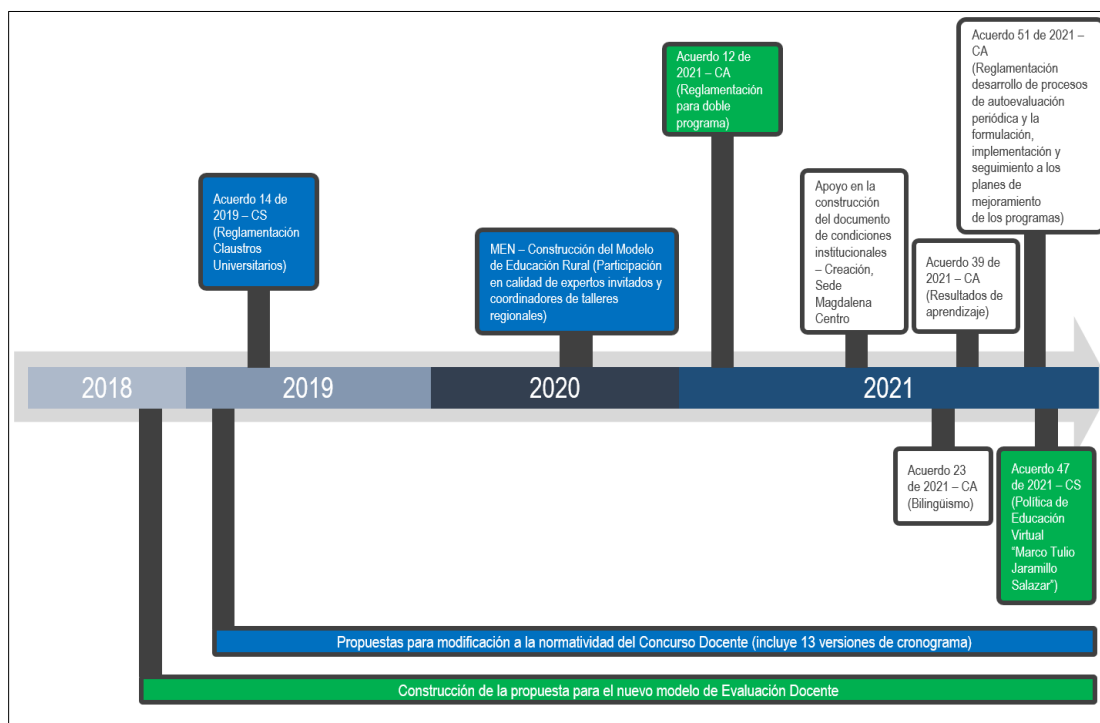 Acuerdo 12 de
2021 – CA
(Reglamentación
para doble
programa)
Acuerdo 51 de 2021 –
CA
(Reglamentación
desarrollo de procesos
de autoevaluación
periódica y la
formulación,
implementación y
seguimiento a los
planes de
mejoramiento
de los programas)
Acuerdo 14 de
2019 – CS
(Reglamentación
Claustros
Universitarios)
MEN – Construcción del Modelo
de Educación Rural (Participación
en calidad de expertos invitados y
coordinadores de talleres
regionales)
Apoyo en la
construcción
del documento
de condiciones
institucionales
– Creación,
Sede
Magdalena
Centro
Acuerdo 39 de
2021 – CA
(Resultados de
aprendizaje)
2018
2019
2020
2021
Acuerdo 23
de 2021 – CA
(Bilingüismo)
Acuerdo 47
de 2021 – CS
(Política de
Educación
Virtual
“Marco Tulio
Jaramillo
Salazar”)
Propuestas para modificación a la normatividad del Concurso Docente (incluye 13 versiones de cronograma)
Construcción de la propuesta para el nuevo modelo de Evaluación Docente